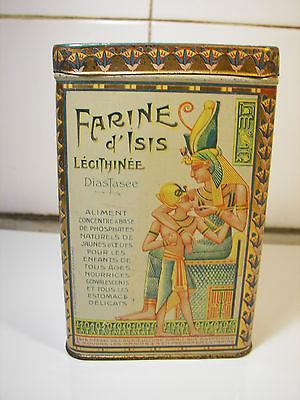 FARINE
d'ISIS
LÉCITHINÉE
DIASTASÉE
ALIMENT
CONCENTRÉ A BASE
DE PHOSPHATES
NATURELS DE
JAUNES D'ŒUFS
POUR LES
ENFANTS DE
TOUS AGES
NOURRICES
CONVALESCENTS
ET TOUS LES
ESTOMACS
DÉLICATS